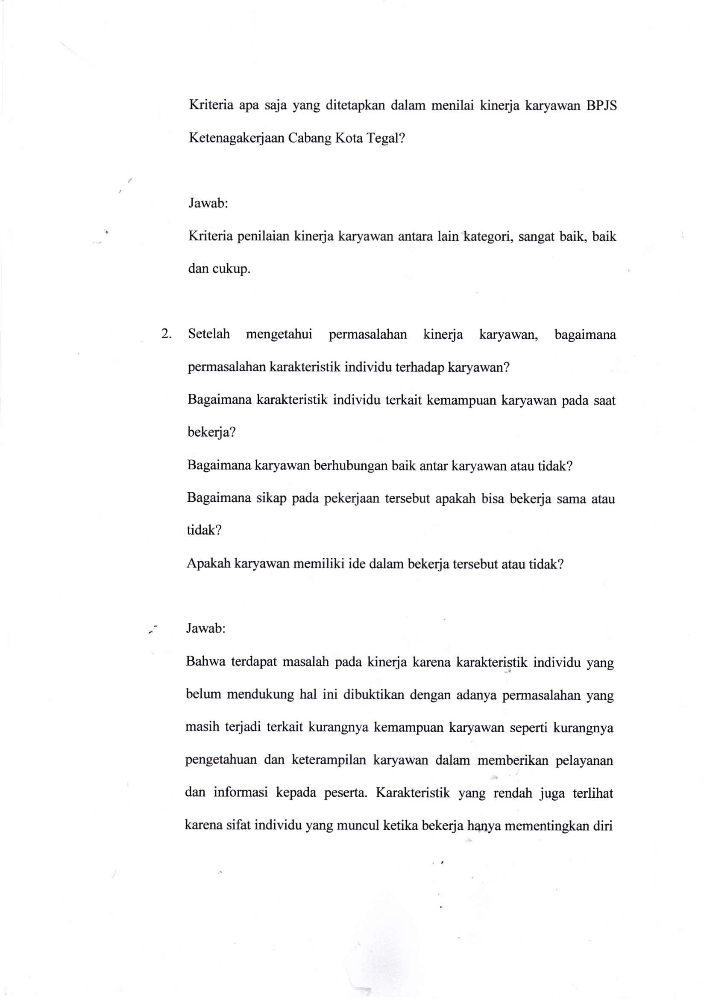 Kriteria apa saja yang ditetapkan dalam menilai kinerja karyawan BPJS
Ketenagakerjaan Cabang Kota Tegal?
Jawab:
Kriteria penilaian kinerja karyawan antara lain kategori, sangat baik, baik
dan cukup.
2. Setelah mengetahui permasalahan kinerja karyawan, bagaimana
permasalahan karakteristik individu terhadap karyawan?
Bagaimana karakteristik individu terkait kemampuan karyawan pada saat
bekerja?
Bagaimana karyawan berhubungan baik antar karyawan atau tidak?
Bagaimana sikap pada pekerjaan tersebut apakah bisa bekerja sama atau
tidak?
Apakah karyawan memiliki ide dalam bekerja tersebut atau tidak?
Jawab:
Bahwa terdapat masalah pada kinerja karena karakteristik individu yang
belum mendukung hal ini dibuktikan dengan adanya permasalahan yang
masih terjadi terkait kurangnya kemampuan karyawan seperti kurangnya
pengetahuan dan keterampilan karyawan dalam memberikan pelayanan
dan informasi kepada peserta. Karakteristik yang rendah juga terlihat
karena sifat individu yang muncul ketika bekerja hanya mementingkan diri